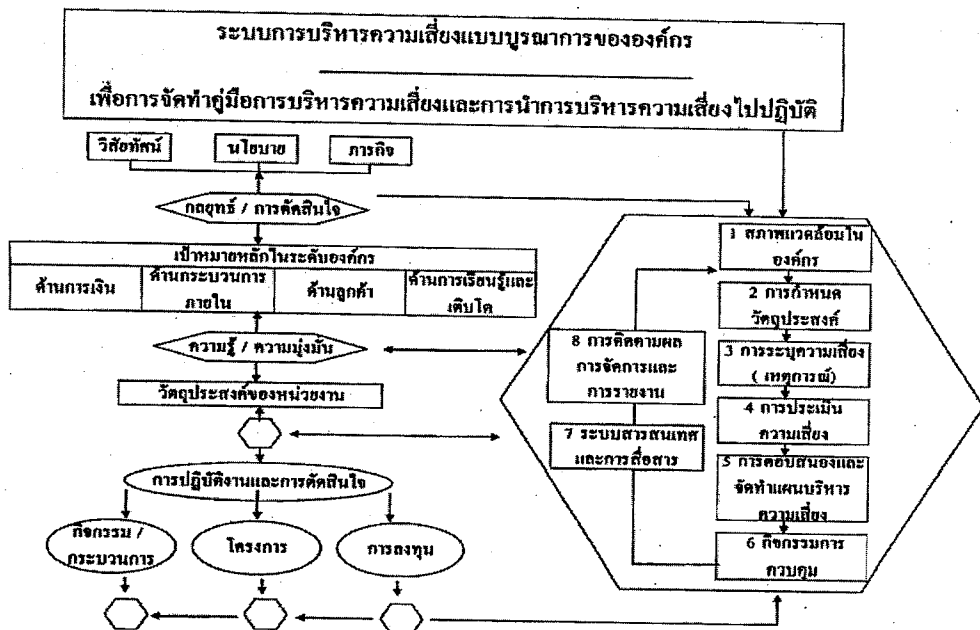 ระบบการบริหารความเสี่ยงแบบบูรณาการขององค์กร
เพื่อการจัดทำคู่มือการบริหารความเสี่ยงและการนำการบริหารความเสี่ยงไปปฏิบัติ
วิสัยทัศน์
นโยบาย
ภารกิจ
กลยุทธ์ / การตัดสินใจ
เป้าหมายหลักในระดับองค์กร
ด้านการเงิน
ด้านกระบวนการ
ภายใน
ด้านลูกค้า
ด้านการเรียนรู้และ
เติบโต
ความรู้ / ความมุ่งมั่น
วัตถุประสงค์ของหน่วยงาน
การปฏิบัติงานและการตัดสินใจ
กิจกรรม /
กระบวนการ
โครงการ
การลงทุน
1 สภาพแวดล้อมใน
องค์กร
2 การกำหนด
วัตถุประสงค์
3 การระบุความเสี่ยง
( เหตุการณ์)
4 การประเมิน
ความเสี่ยง
5 การตอบสนองและ
จัดทำแผนบริหาร
ความเสี่ยง
6 กิจกรรมการ
ควบคุม
7 ระบบสารสนเทศ
และการสื่อสาร
8 การติดตามผล
การจัดการและ
การรายงาน